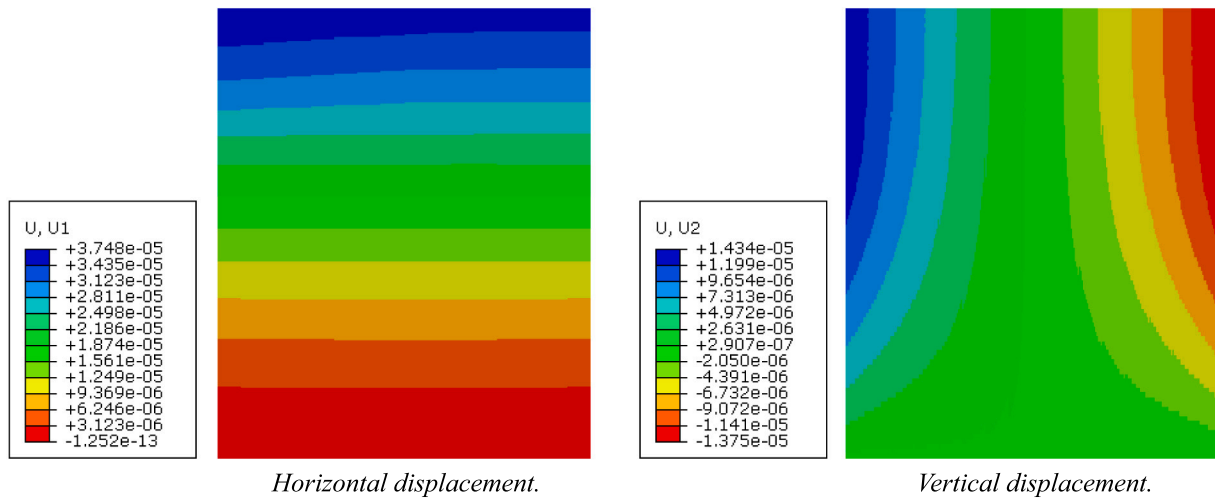 U, U1
+3.748e-05
+3.435e-05
+3.123e-05
+2.811e-05
+2.498e-05
+2.186e-05
+1.874e-05
+1.561e-05
+1.249e-05
+9.369e-06
+6.246e-06
+3.123e-06
-1.252e-13
Horizontal displacement.
U, U2
+1.434e-05
+1.199e-05
+9.654e-06
+7.313e-06
+4.972e-06
+2.631e-06
+2.907e-07
-2.050e-06
-4.391e-06
-6.732e-06
-9.072e-06
-1.141e-05
-1.375e-05
Vertical displacement.